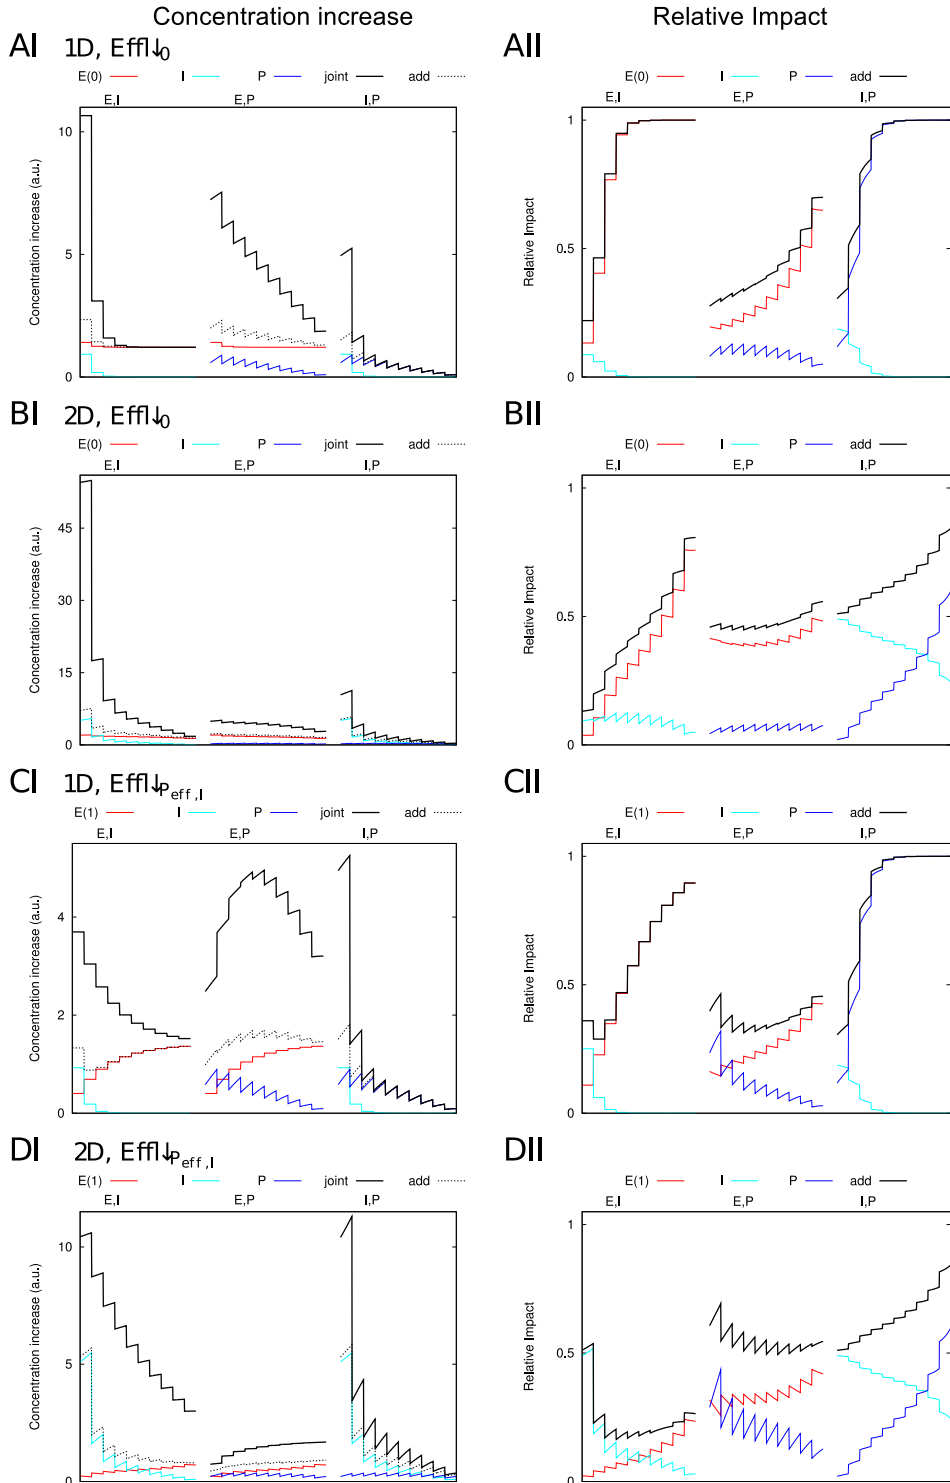 Concentration increase Relative Impact
AI 1D, Effl↓0 AII
E(0) I P joint add E(0) I P add
E,I E,P I,P E,I E,P I,P
Concentration increase (a.u.)
10
5
0
Relative Impact
1
0.5
0
BI 2D, Effl↓0 BII
E(0) I P joint add E(0) I P add
E,I E,P I,P E,I E,P I,P
Concentration increase (a.u.)
45
30
15
0
Relative Impact
1
0.5
0
CI 1D, Effl↓Peff,I CII
E(1) I P joint add E(1) I P add
E,I E,P I,P E,I E,P I,P
Concentration increase (a.u.)
4
2
0
Relative Impact
1
0.5
0
DI 2D, Effl↓Peff,I DII
E(1) I P joint add E(1) I P add
E,I E,P I,P E,I E,P I,P
Concentration increase (a.u.)
10
5
0
Relative Impact
1
0.5
0